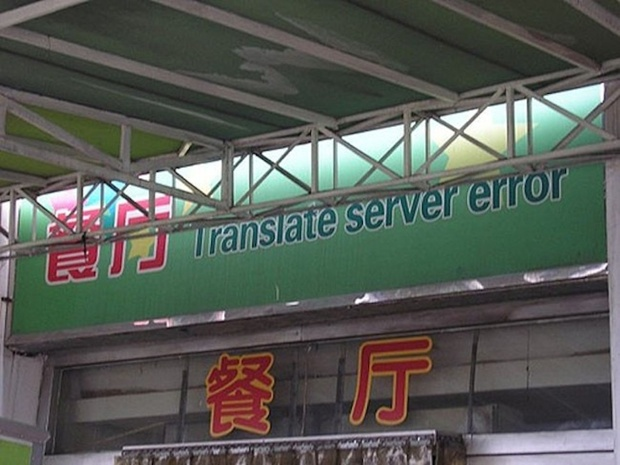 餐厅 Translate server error
餐厅